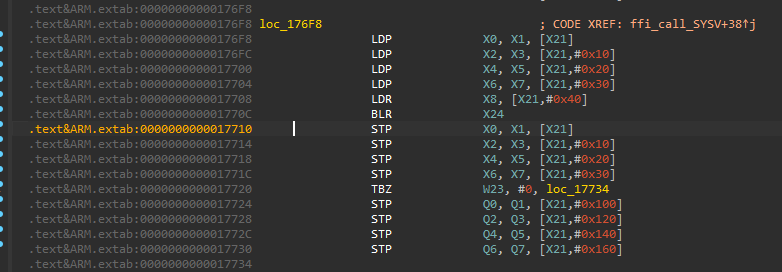 .text&ARM.extab:00000000000176F8
.text&ARM.extab:00000000000176F8 loc_176F8 ; CODE XREF: ffi_call_SYSV+38↑j
.text&ARM.extab:00000000000176F8 LDP X0, X1, [X21]
.text&ARM.extab:00000000000176FC LDP X2, X3, [X21,#0x10]
.text&ARM.extab:0000000000017700 LDP X4, X5, [X21,#0x20]
.text&ARM.extab:0000000000017704 LDP X6, X7, [X21,#0x30]
.text&ARM.extab:0000000000017708 LDR X8, [X21,#0x40]
.text&ARM.extab:000000000001770C BLR X24
.text&ARM.extab:0000000000017710 STP X0, X1, [X21]
.text&ARM.extab:0000000000017714 STP X2, X3, [X21,#0x10]
.text&ARM.extab:0000000000017718 STP X4, X5, [X21,#0x20]
.text&ARM.extab:000000000001771C STP X6, X7, [X21,#0x30]
.text&ARM.extab:0000000000017720 TBZ W23, #0, loc_17734
.text&ARM.extab:0000000000017724 STP Q0, Q1, [X21,#0x100]
.text&ARM.extab:0000000000017728 STP Q2, Q3, [X21,#0x120]
.text&ARM.extab:000000000001772C STP Q4, Q5, [X21,#0x140]
.text&ARM.extab:0000000000017730 STP Q6, Q7, [X21,#0x160]
.text&ARM.extab:0000000000017734